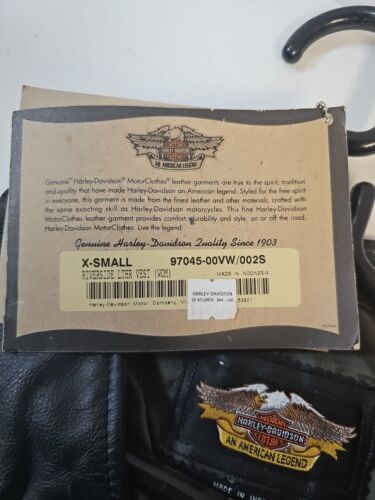 HARLEY-DAVIDSON
AN AMERICAN LEGEND
Genuine Harley-Davidson® MotorClothes® leather garments are true to the spirit, tradition
and quality that have made Harley-Davidson an American legend. Styled for the free spirit
in everyone, this garment is made from the finest leather and other materials, crafted with
the same exacting skill as Harley-Davidson motorcycles. This fine Harley-Davidson MotorClothes
leather garment provides comfort, durability and style, on or off the road.
Harley-Davidson MotorClothes. Live the legend.
Genuine Harley-Davidson Quality Since 1903
X-SMALL 97045-00VW/002S
RIVERSIDE LTHR VEST (WOM) MADE IN INDONESIA
HARLEY-DAVIDSON
OF ATLANTA
Harley-Davidson Motor Company, 53201
MOTOR
HARLEY-DAVIDSON
CLOTHES
AN AMERICAN LEGEND
MADE IN